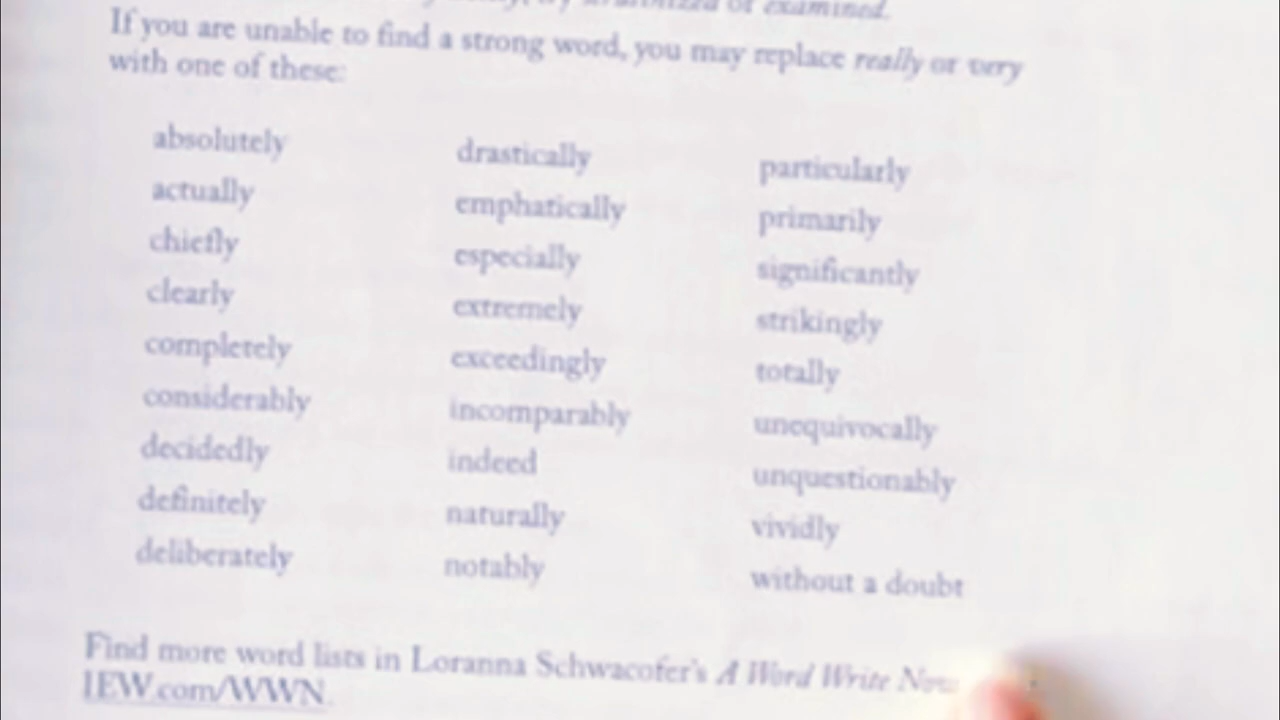 or examined.
If you are unable to find a strong word, you may replace really or very
with one of these:
absolutely
actually
chiefly
clearly
completely
considerably
decidedly
definitely
deliberately
drastically
emphatically
especially
extremely
exceedingly
incomparably
indeed
naturally
notably
particularly
primarily
significantly
strikingly
totally
unequivocally
unquestionably
vividly
without a doubt
Find more word lists in Loranna Schwacofer's A Word Write Now
IEW.com/WWN.